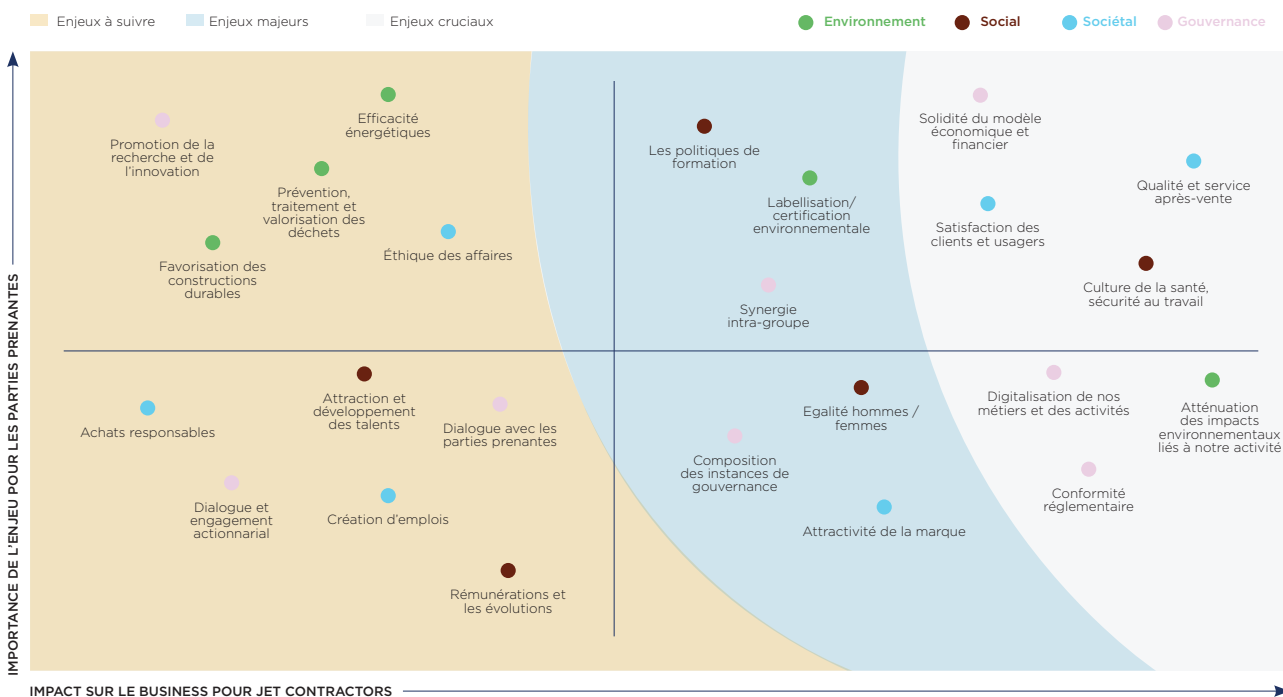 Enjeux à suivre
Enjeux majeurs
Enjeux cruciaux
Environnement
Social
Sociétal
Gouvernance
IMPORTANCE DE L'ENJEU POUR LES PARTIES PRENANTES
Promotion de la
recherche et de
l'innovation
Efficacité
énergétiques
Prévention,
traitement et
valorisation des
déchets
Favorisation des
constructions
durables
Éthique des affaires
Les politiques de
formation
Labellisation/
certification
environnementale
Synergie
intra-groupe
Solidité du modèle
économique et
financier
Qualité et service
après-vente
Satisfaction des
clients et usagers
Culture de la santé,
sécurité au travail
Achats responsables
Attraction et
développement
des talents
Dialogue avec les
parties prenantes
Dialogue et
engagement
actionnarial
Création d'emplois
Rémunérations et
les évolutions
Egalité hommes /
femmes
Composition
des instances de
gouvernance
Attractivité de la marque
Digitalisation de nos
métiers et des activités
Atténuation
des impacts
environnementaux
liés à notre activité
Conformité
réglementaire
IMPACT SUR LE BUSINESS POUR JET CONTRACTORS